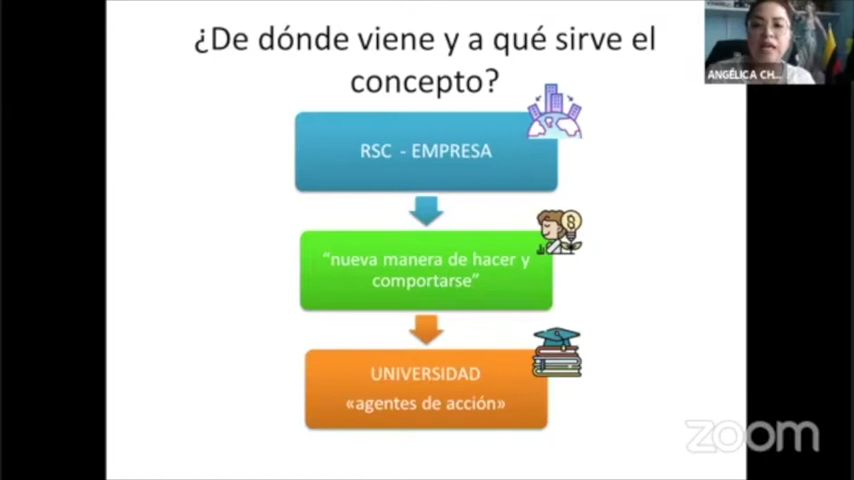 ¿De dónde viene y a qué sirve el
concepto?
ANGÉLICA CH...
RSC - EMPRESA
“nueva manera de hacer y
comportarse”
UNIVERSIDAD
«agentes de acción»
zoom